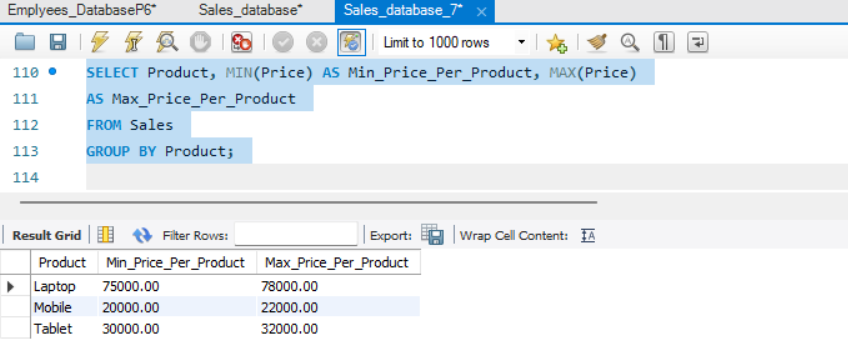 Emplyees_DatabaseP6* Sales_database* Sales_database_7*
Limit to 1000 rows
110 SELECT Product, MIN(Price) AS Min_Price_Per_Product, MAX(Price)
111 AS Max_Price_Per_Product
112 FROM Sales
113 GROUP BY Product;
114
Result Grid Filter Rows: Export: Wrap Cell Content:
Product Min_Price_Per_Product Max_Price_Per_Product
Laptop 75000.00 78000.00
Mobile 20000.00 22000.00
Tablet 30000.00 32000.00